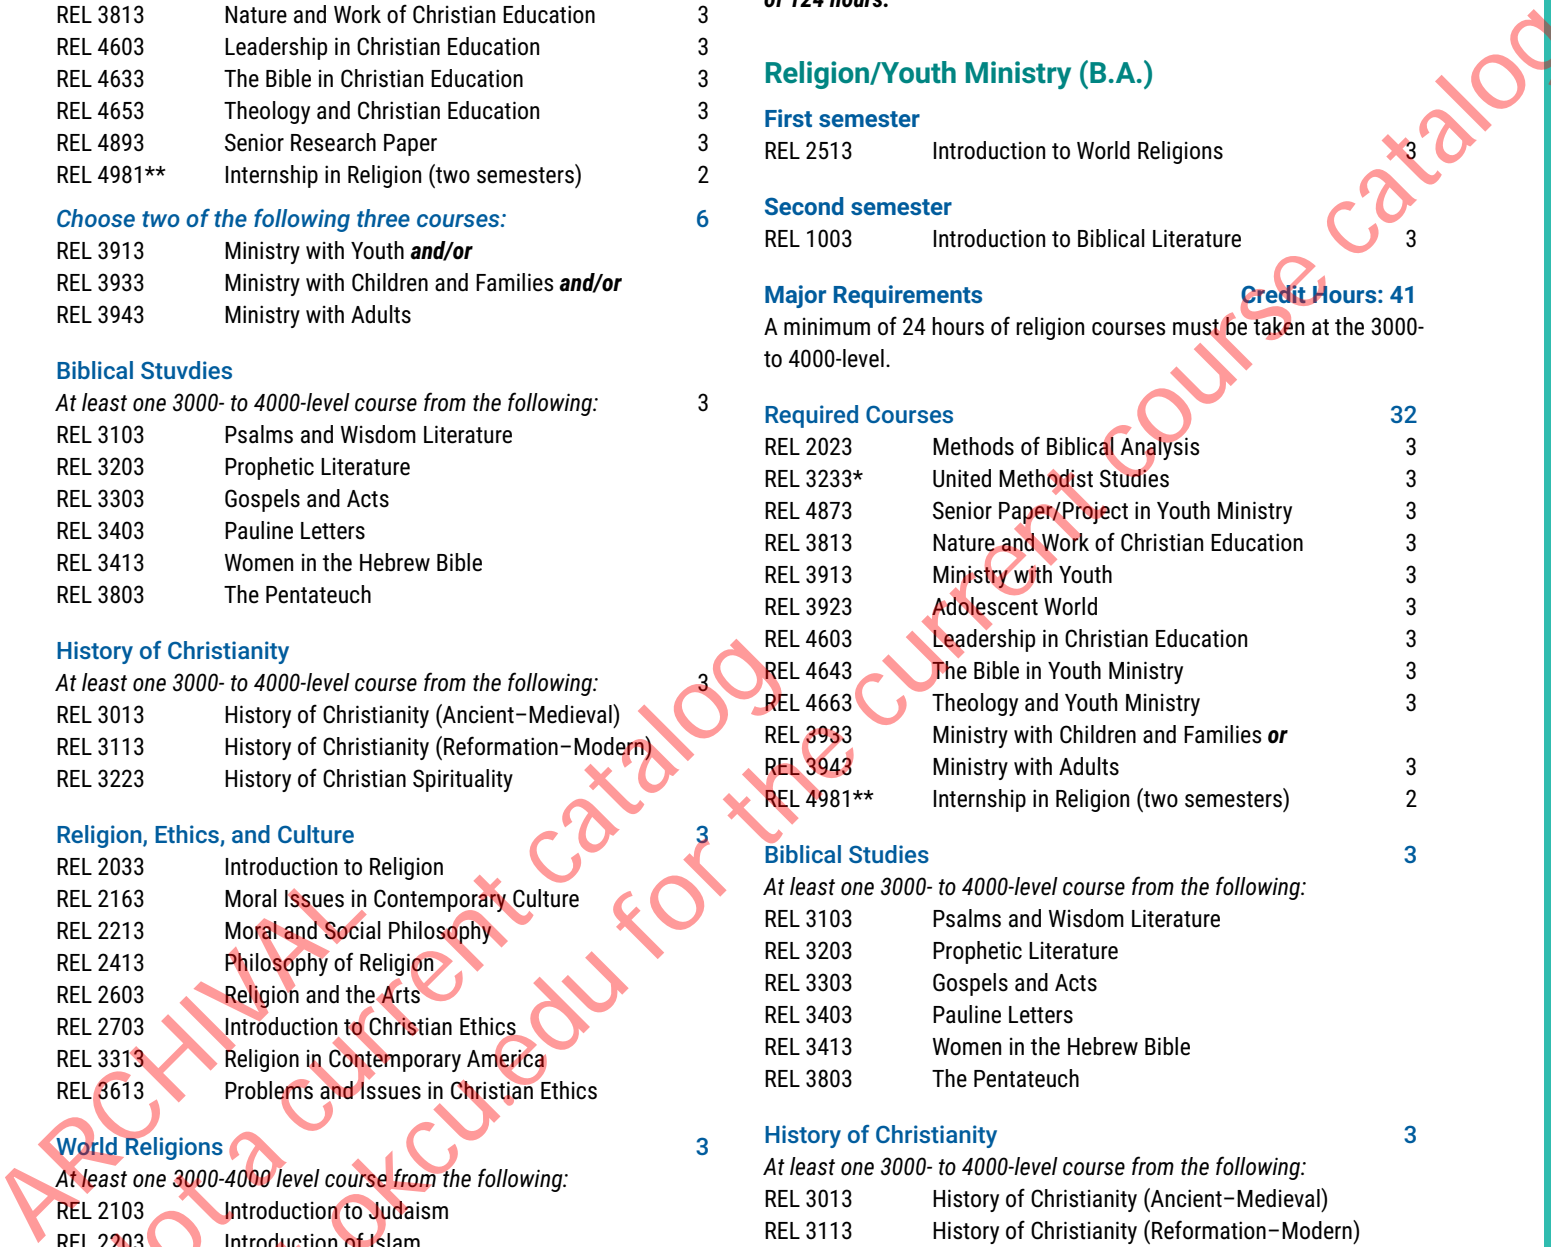 REL 3813 Nature and Work of Christian Education 3
REL 4603 Leadership in Christian Education 3
REL 4633 The Bible in Christian Education 3
REL 4653 Theology and Christian Education 3
REL 4893 Senior Research Paper 3
REL 4981** Internship in Religion (two semesters) 2
Choose two of the following three courses: 6
REL 3913 Ministry with Youth and/or
REL 3933 Ministry with Children and Families and/or
REL 3943 Ministry with Adults
Biblical Stuvdies
At least one 3000- to 4000-level course from the following: 3
REL 3103 Psalms and Wisdom Literature
REL 3203 Prophetic Literature
REL 3303 Gospels and Acts
REL 3403 Pauline Letters
REL 3413 Women in the Hebrew Bible
REL 3803 The Pentateuch
History of Christianity
At least one 3000- to 4000-level course from the following: 3
REL 3013 History of Christianity (Ancient–Medieval)
REL 3113 History of Christianity (Reformation–Modern)
REL 3223 History of Christian Spirituality
Religion, Ethics, and Culture 3
REL 2033 Introduction to Religion
REL 2163 Moral Issues in Contemporary Culture
REL 2213 Moral and Social Philosophy
REL 2413 Philosophy of Religion
REL 2603 Religion and the Arts
REL 2703 Introduction to Christian Ethics
REL 3313 Religion in Contemporary America
REL 3613 Problems and Issues in Christian Ethics
World Religions 3
At least one 3000-4000 level course from the following:
REL 2103 Introduction to Judaism
REL 2203 Introduction of Islam
or 124 hours.
Religion/Youth Ministry (B.A.)
First semester
REL 2513 Introduction to World Religions 3
Second semester
REL 1003 Introduction to Biblical Literature 3
Major Requirements Credit Hours: 41
A minimum of 24 hours of religion courses must be taken at the 3000-
to 4000-level.
Required Courses 32
REL 2023 Methods of Biblical Analysis 3
REL 3233* United Methodist Studies 3
REL 4873 Senior Paper/Project in Youth Ministry 3
REL 3813 Nature and Work of Christian Education 3
REL 3913 Ministry with Youth 3
REL 3923 Adolescent World 3
REL 4603 Leadership in Christian Education 3
REL 4643 The Bible in Youth Ministry 3
REL 4663 Theology and Youth Ministry 3
REL 3933 Ministry with Children and Families or
REL 3943 Ministry with Adults 3
REL 4981** Internship in Religion (two semesters) 2
Biblical Studies 3
At least one 3000- to 4000-level course from the following:
REL 3103 Psalms and Wisdom Literature
REL 3203 Prophetic Literature
REL 3303 Gospels and Acts
REL 3403 Pauline Letters
REL 3413 Women in the Hebrew Bible
REL 3803 The Pentateuch
History of Christianity 3
At least one 3000- to 4000-level course from the following:
REL 3013 History of Christianity (Ancient–Medieval)
REL 3113 History of Christianity (Reformation–Modern)
ARCHIVAL
a current catalog
okcu.edu for the current course catalog